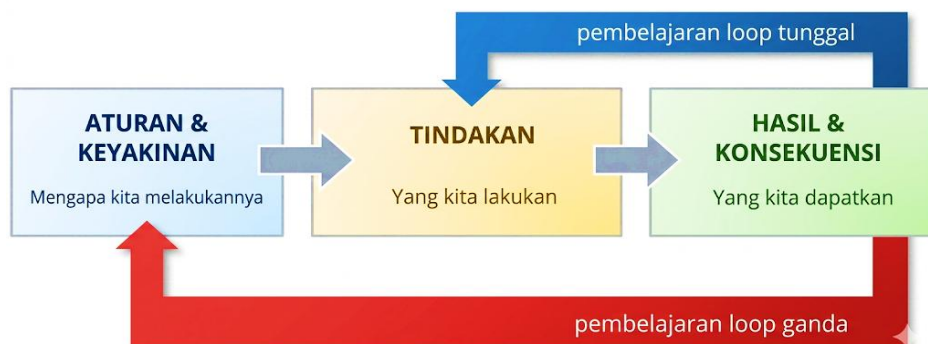 pembelajaran loop tunggal
ATURAN &
KEYAKINAN
Mengapa kita melakukannya
TINDAKAN
Yang kita lakukan
HASIL &
KONSEKUENSI
Yang kita dapatkan
pembelajaran loop ganda